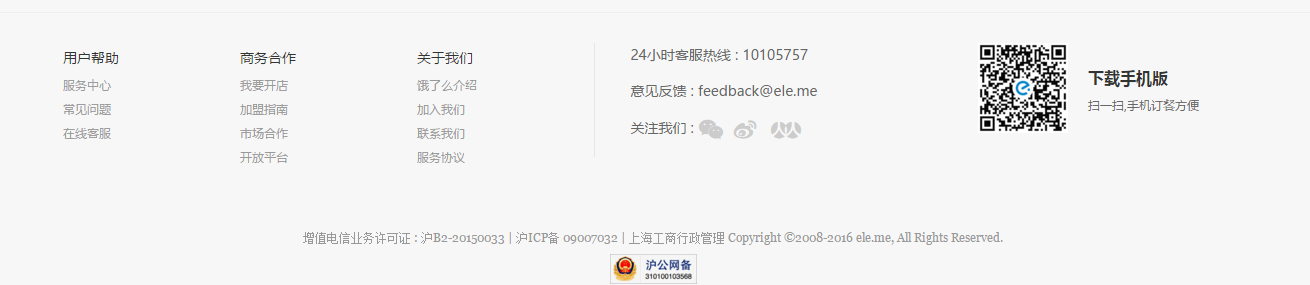 用户帮助
服务中心
常见问题
在线客服
商务合作
我要开店
加盟指南
市场合作
开放平台
关于我们
饿了么介绍
加入我们
联系我们
服务协议
24小时客服热线 : 10105757
意见反馈 : feedback@ele.me
关注我们 :
下载手机版
扫一扫,手机订餐方便
增值电信业务许可证 : 沪B2-20150033 | 沪ICP备 09007032 | 上海工商行政管理 Copyright ©2008-2016 ele.me, All Rights Reserved.
沪公网备
310100103568